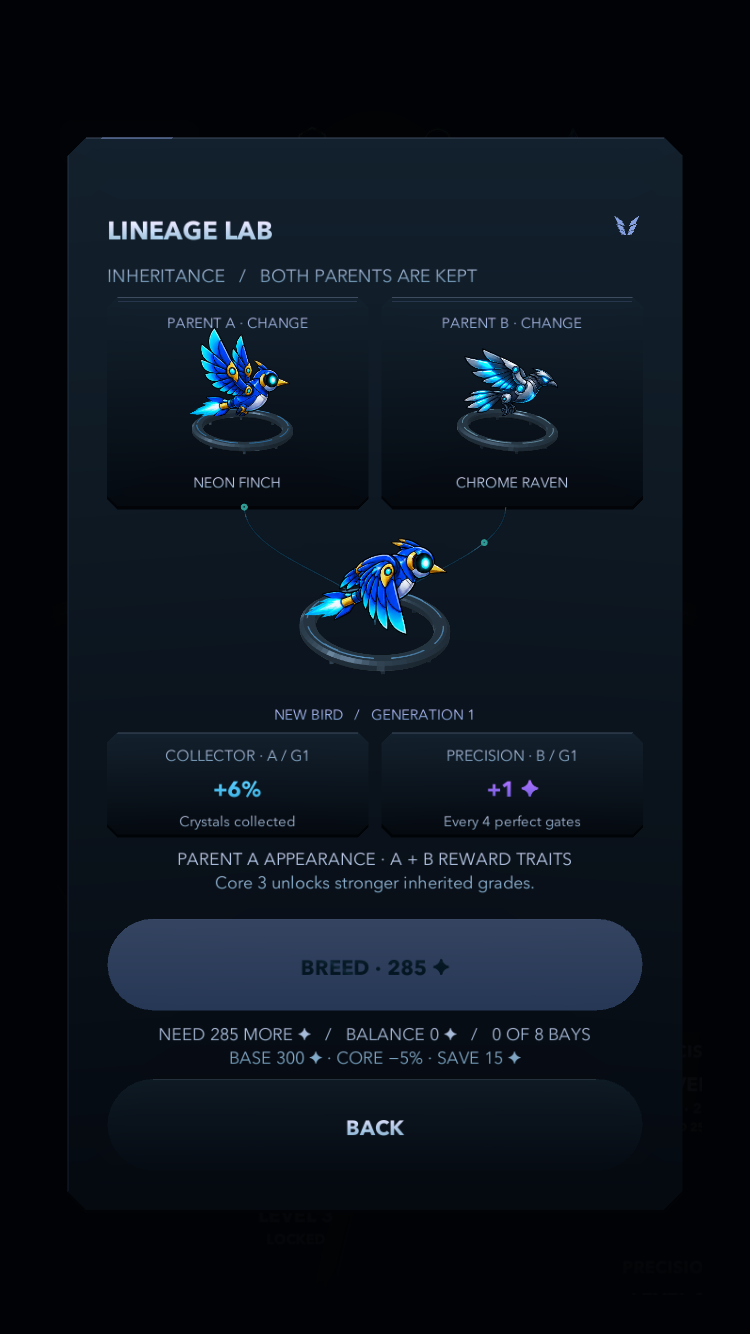 LINEAGE LAB
INHERITANCE / BOTH PARENTS ARE KEPT
PARENT A · CHANGE
PARENT B · CHANGE
NEON FINCH
CHROME RAVEN
NEW BIRD / GENERATION 1
COLLECTOR · A / G1
+6%
Crystals collected
PRECISION · B / G1
+1 ✦
Every 4 perfect gates
PARENT A APPEARANCE · A + B REWARD TRAITS
Core 3 unlocks stronger inherited grades.
BREED · 285 ✦
NEED 285 MORE ✦ / BALANCE 0 ✦ / 0 OF 8 BAYS
BASE 300 ✦ · CORE −5% · SAVE 15 ✦
BACK
LOCKED